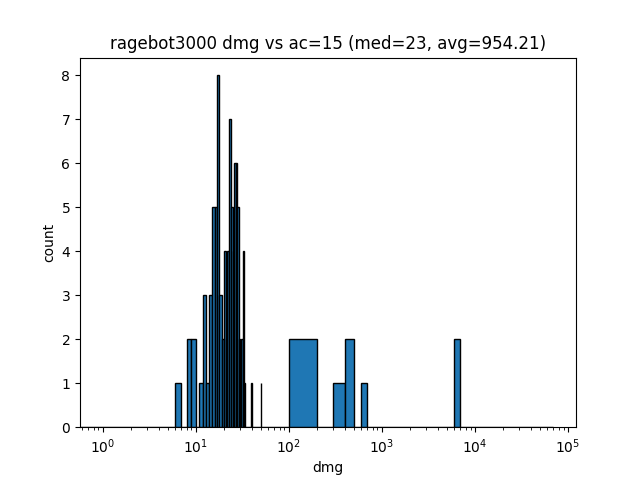 ragebot3000 dmg vs ac=15 (med=23, avg=954.21)
count
8
7
6
5
4
3
2
1
0
10⁰ 10¹ 10² 10³ 10⁴ 10⁵
dmg